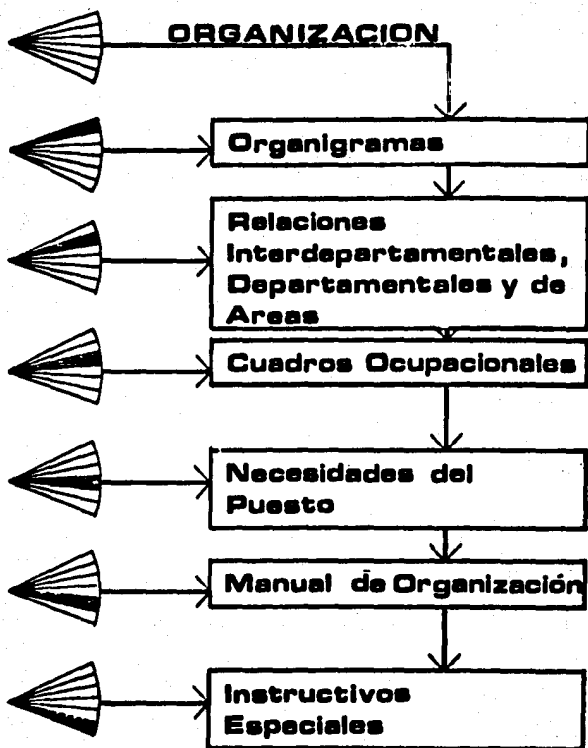 ORGANIZACION
Organigramas
Relaciones
Interdepartamentales,
Departamentales y de
Areas
Cuadros Ocupacionales
Necesidades del
Puesto
Manual de Organización
Instructivos
Especiales